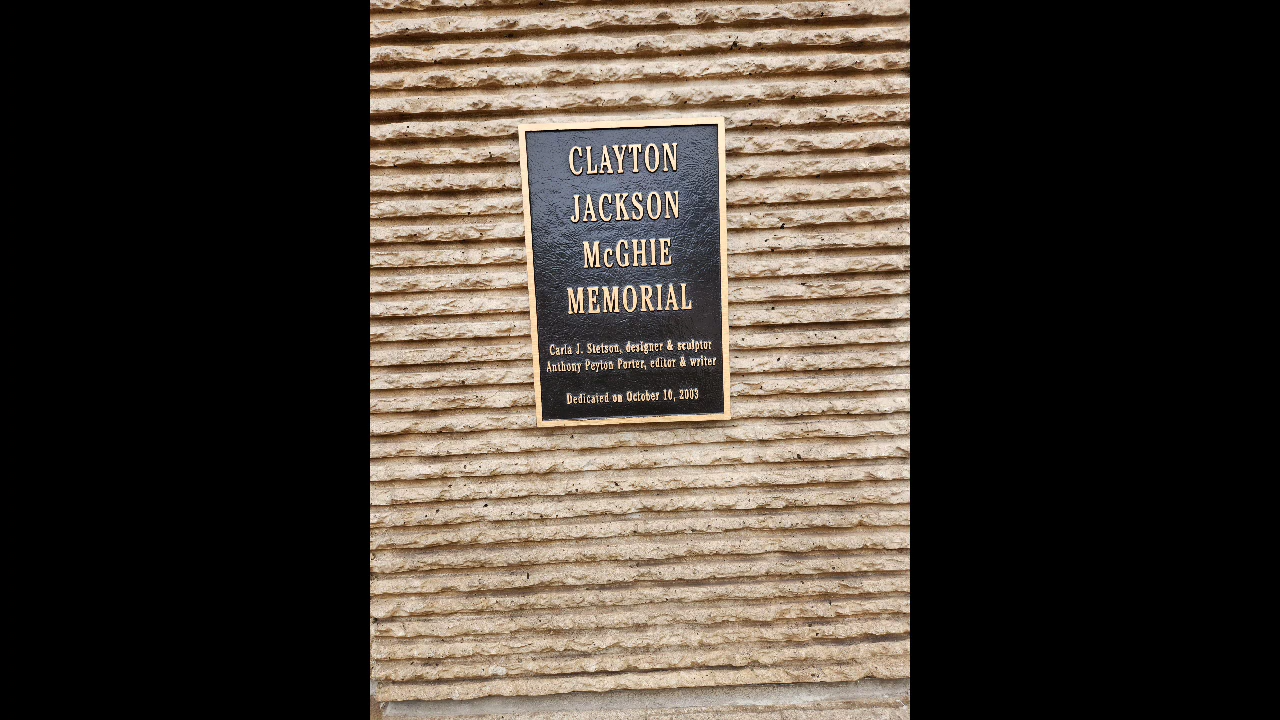 CLAYTON
JACKSON
McGHIE
MEMORIAL
Carla J. Stetson, designer & sculptor
Anthony Peyton Porter, editor & writer
Dedicated on October 10, 2003